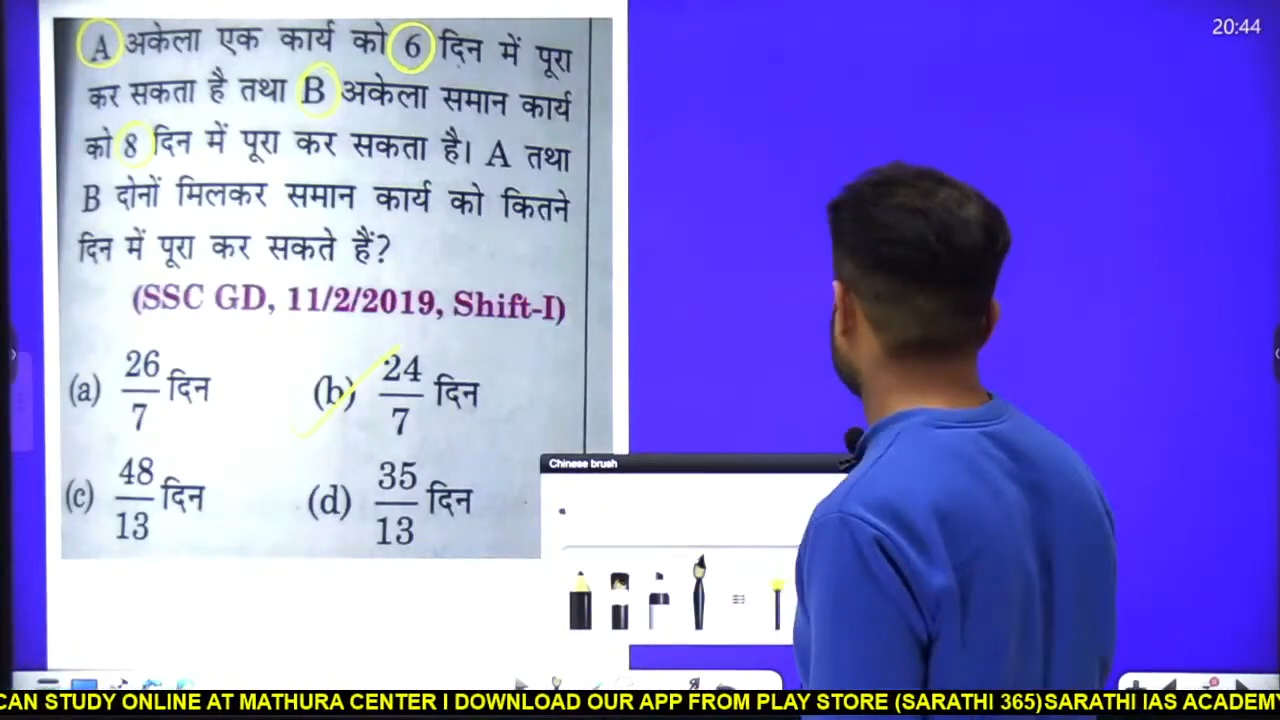 20:44
A अकेला एक कार्य को 6 दिन में पूरा
कर सकता है तथा B अकेला समान कार्य
को 8 दिन में पूरा कर सकता है। A तथा
B दोनों मिलकर समान कार्य को कितने
दिन में पूरा कर सकते हैं?
(SSC GD, 11/2/2019, Shift-I)
(a) 26/7 दिन (b) 24/7 दिन
(c) 48/13 दिन (d) 35/13 दिन
Chinese brush
CAN STUDY ONLINE AT MATHURA CENTER I DOWNLOAD OUR APP FROM PLAY STORE (SARATHI 365)SARATHI IAS ACADEM